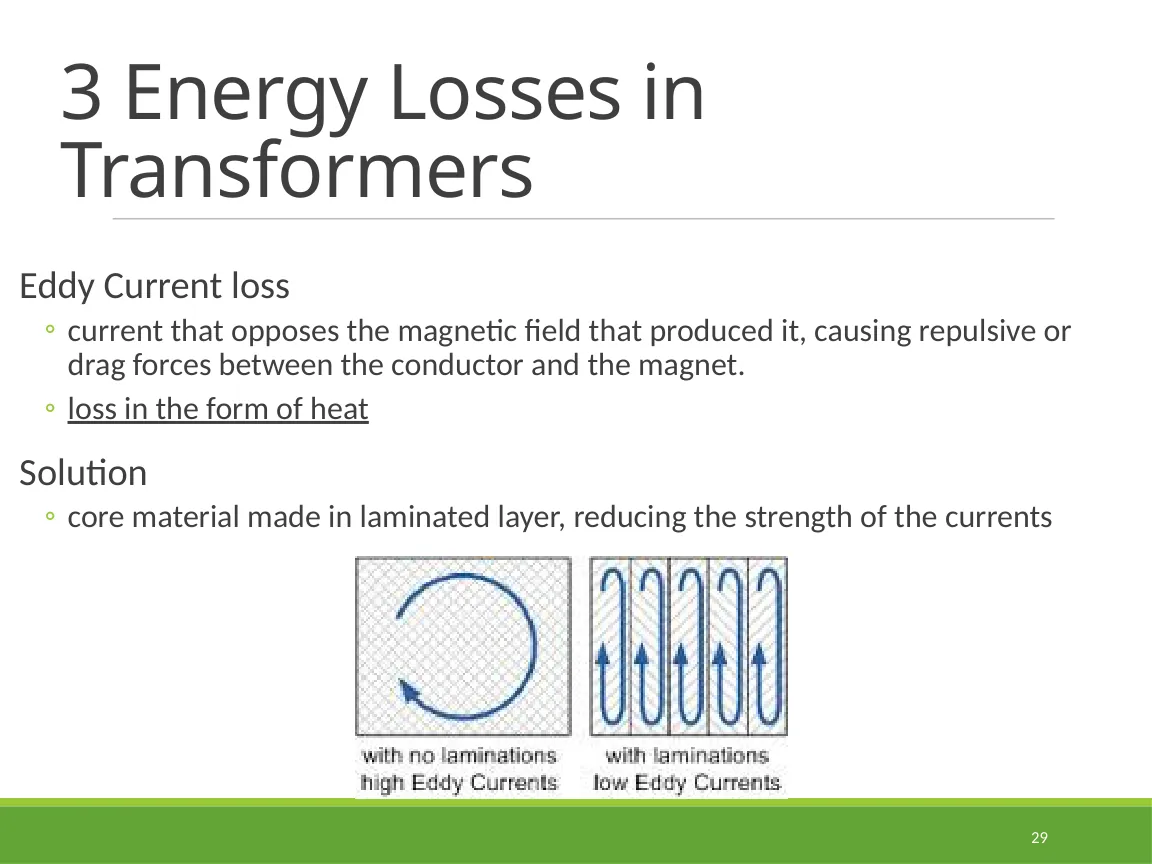 3 Energy Losses in
Transformers
Eddy Current loss
◦ current that opposes the magnetic field that produced it, causing repulsive or
drag forces between the conductor and the magnet.
◦ loss in the form of heat
Solution
◦ core material made in laminated layer, reducing the strength of the currents
with no laminations
high Eddy Currents
with laminations
low Eddy Currents
29